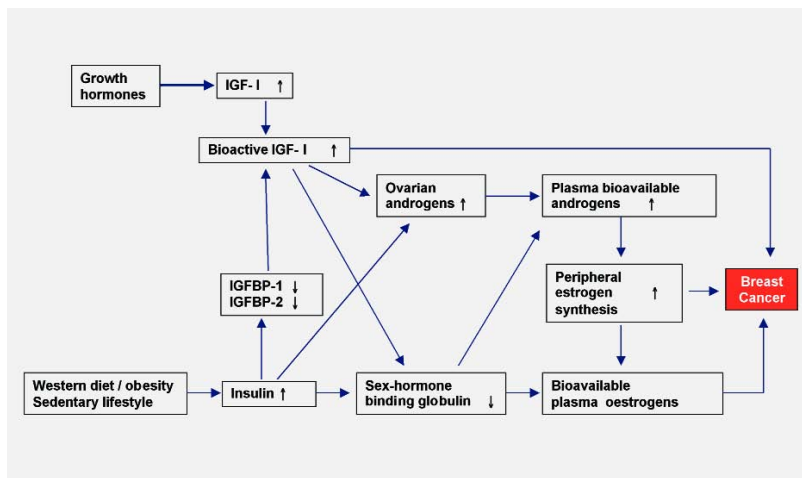 Growth
hormones
IGF- I ↑
Bioactive IGF- I ↑
Ovarian
androgens ↑
Plasma bioavailable
androgens ↑
IGFBP-1 ↓
IGFBP-2 ↓
Peripheral
estrogen ↑
synthesis
Breast
Cancer
Western diet / obesity
Sedentary lifestyle
Insulin ↑
Sex-hormone
binding globulin ↓
Bioavailable
plasma oestrogens